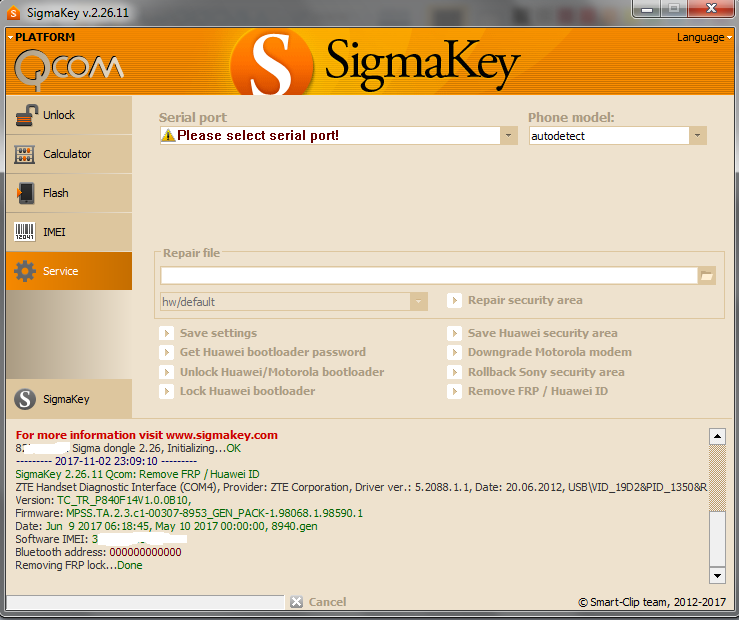 SigmaKey v.2.26.11
PLATFORM
QCOM
S SigmaKey
Language
Unlock
Calculator
Flash
IMEI
Service
SigmaKey
Serial port
Please select serial port!
Phone model:
autodetect
Repair file
hw/default
Repair security area
Save settings
Save Huawei security area
Get Huawei bootloader password
Downgrade Motorola modem
Unlock Huawei/Motorola bootloader
Rollback Sony security area
Lock Huawei bootloader
Remove FRP / Huawei ID
For more information visit www.sigmakey.com
Sigma dongle 2.26, Initializing...OK
--------- 2017-11-02 23:09:10 ---------
SigmaKey 2.26.11 Qcom: Remove FRP / Huawei ID
ZTE Handset Diagnostic Interface (COM4), Provider: ZTE Corporation, Driver ver.: 5.2088.1.1, Date: 20.06.2012, USB\VID_19D2&PID_1350&R
Version: TC_TR_P840F14V1.0.0B10,
Firmware: MPSS.TA.2.3.c1-00307-8953_GEN_PACK-1.98068.1.98590.1
Date: Jun 9 2017 06:18:45, May 10 2017 00:00:00, 8940.gen
Software IMEI: 3
Bluetooth address: 000000000000
Removing FRP lock...Done
Cancel
© Smart-Clip team, 2012-2017